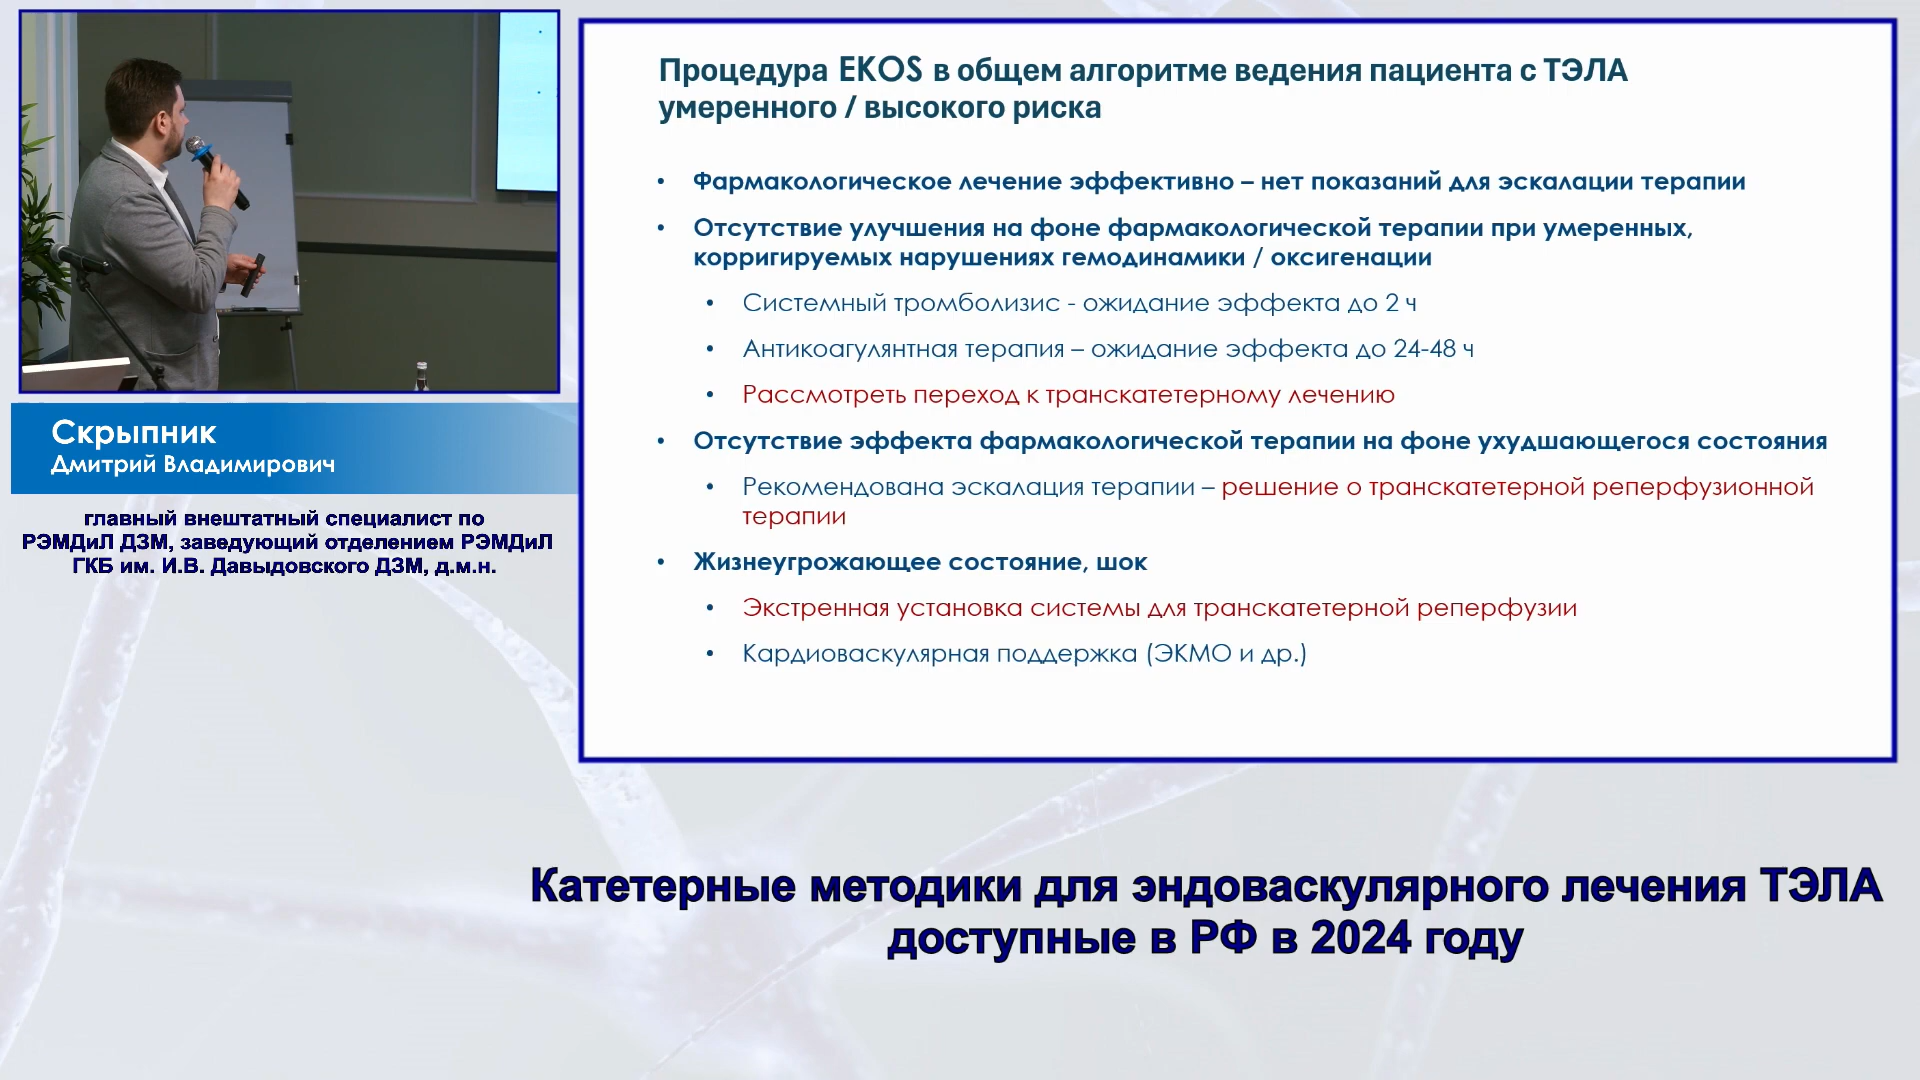 Процедура EKOS в общем алгоритме ведения пациента с ТЭЛА
умеренного / высокого риска
• Фармакологическое лечение эффективно – нет показаний для эскалации терапии
• Отсутствие улучшения на фоне фармакологической терапии при умеренных,
корригируемых нарушениях гемодинамики / оксигенации
• Системный тромболизис - ожидание эффекта до 2 ч
• Антикоагулянтная терапия – ожидание эффекта до 24-48 ч
• Рассмотреть переход к транскатетерному лечению
• Отсутствие эффекта фармакологической терапии на фоне ухудшающегося состояния
• Рекомендована эскалация терапии – решение о транскатетерной реперфузионной
терапии
• Жизнеугрожающее состояние, шок
• Экстренная установка системы для транскатетерной реперфузии
• Кардиоваскулярная поддержка (ЭКМО и др.)
Скрыпник
Дмитрий Владимирович
главный внештатный специалист по
РЭМДиЛ ДЗМ, заведующий отделением РЭМДиЛ
ГКБ им. И.В. Давыдовского ДЗМ, д.м.н.
Катетерные методики для эндоваскулярного лечения ТЭЛА
доступные в РФ в 2024 году